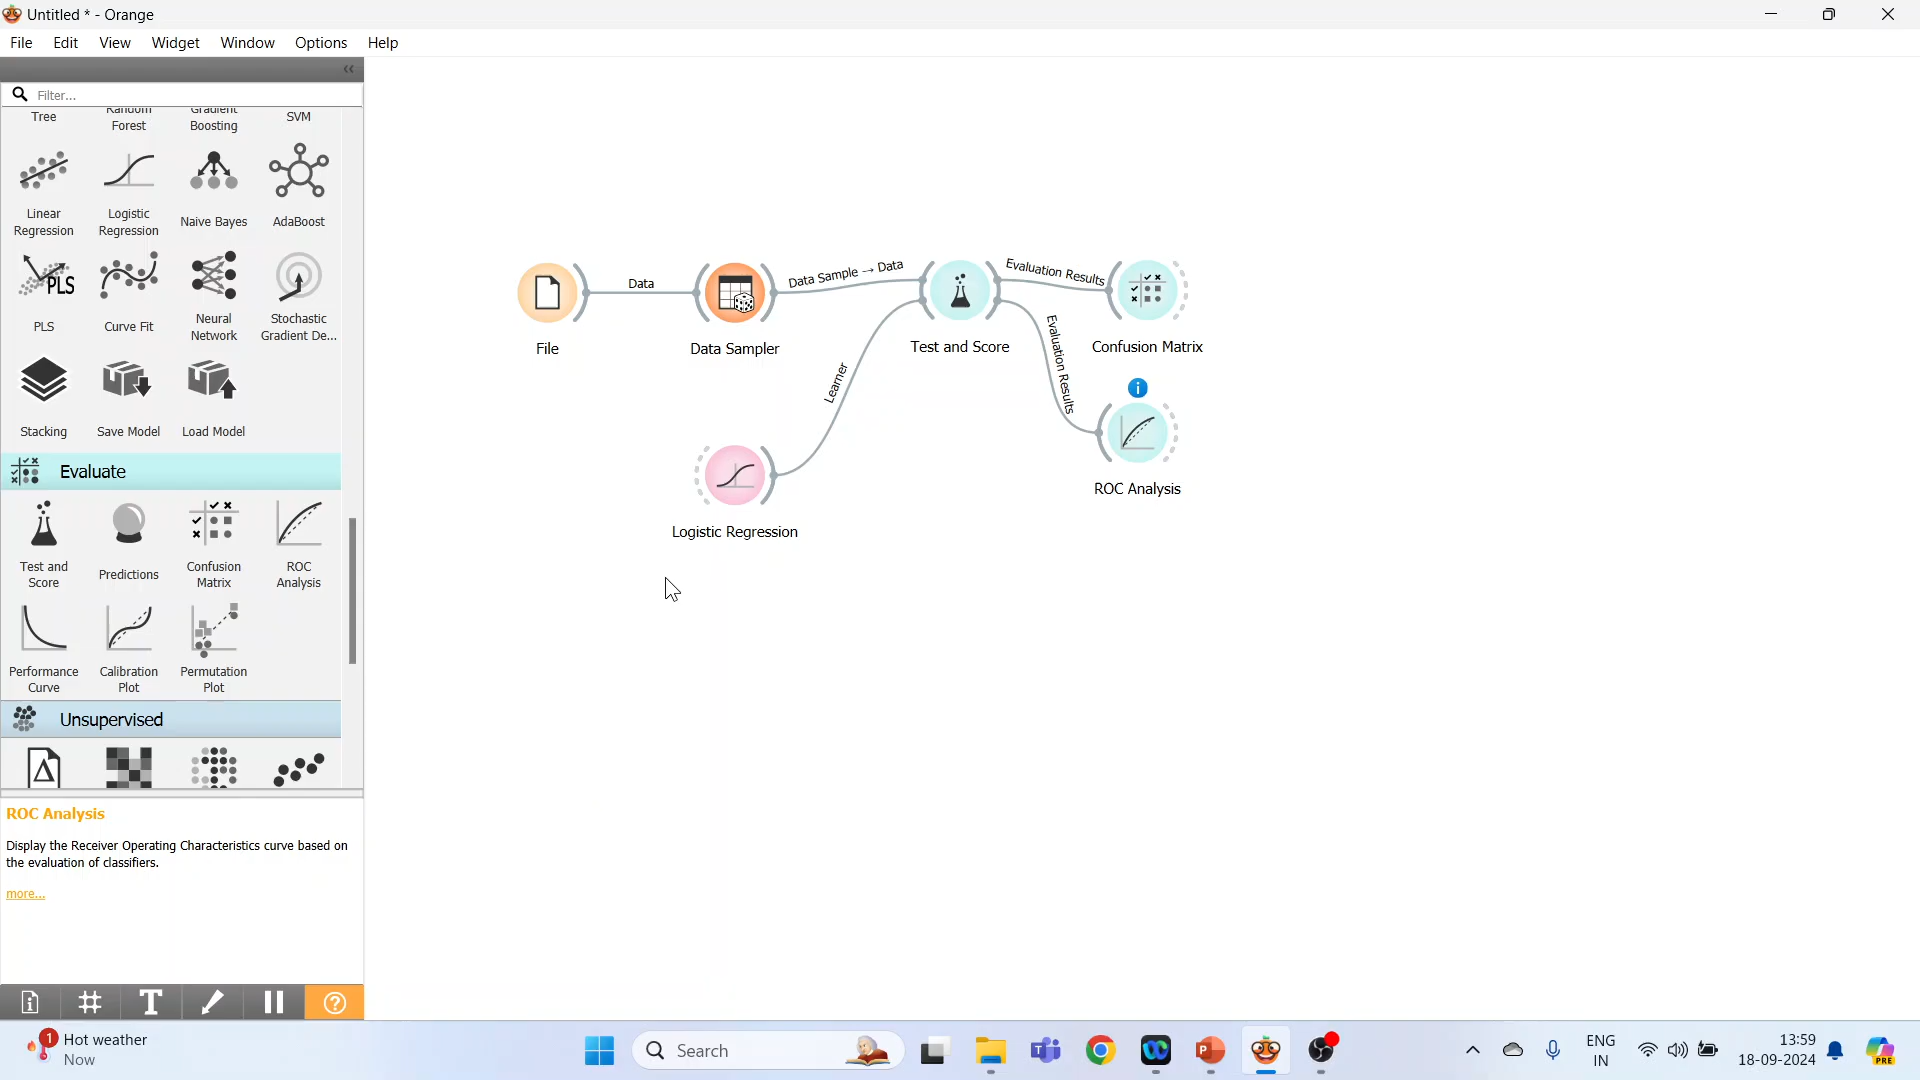 Untitled * - Orange
File Edit View Widget Window Options Help
Filter...
Tree
Random Forest
Gradient Boosting
SVM
Linear Regression
Logistic Regression
Naive Bayes
AdaBoost
PLS
PLS
Curve Fit
Neural Network
Stochastic Gradient De...
Stacking
Save Model
Load Model
Evaluate
Test and Score
Predictions
Confusion Matrix
ROC Analysis
Performance Curve
Calibration Plot
Permutation Plot
Unsupervised
ROC Analysis
Display the Receiver Operating Characteristics curve based on
the evaluation of classifiers.
more...
File
Data
Data Sampler
Data Sample → Data
Test and Score
Evaluation Results
Confusion Matrix
Learner
Evaluation Results
Logistic Regression
ROC Analysis
1
Hot weather
Now
Search
ENG
IN
13:59
18-09-2024
PRE